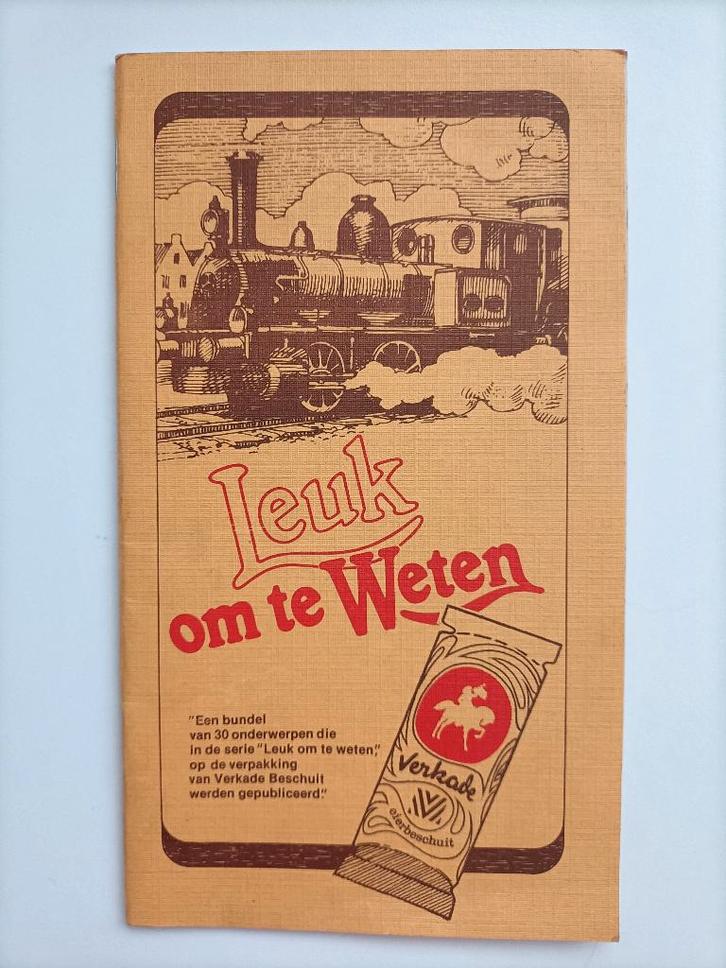 Leuk
om te Weten
"Een bundel
van 30 onderwerpen die
in de serie "Leuk om te weten,"
op de verpakking
van Verkade Beschuit
werden gepubliceerd."
Verkade
eierbeschuit